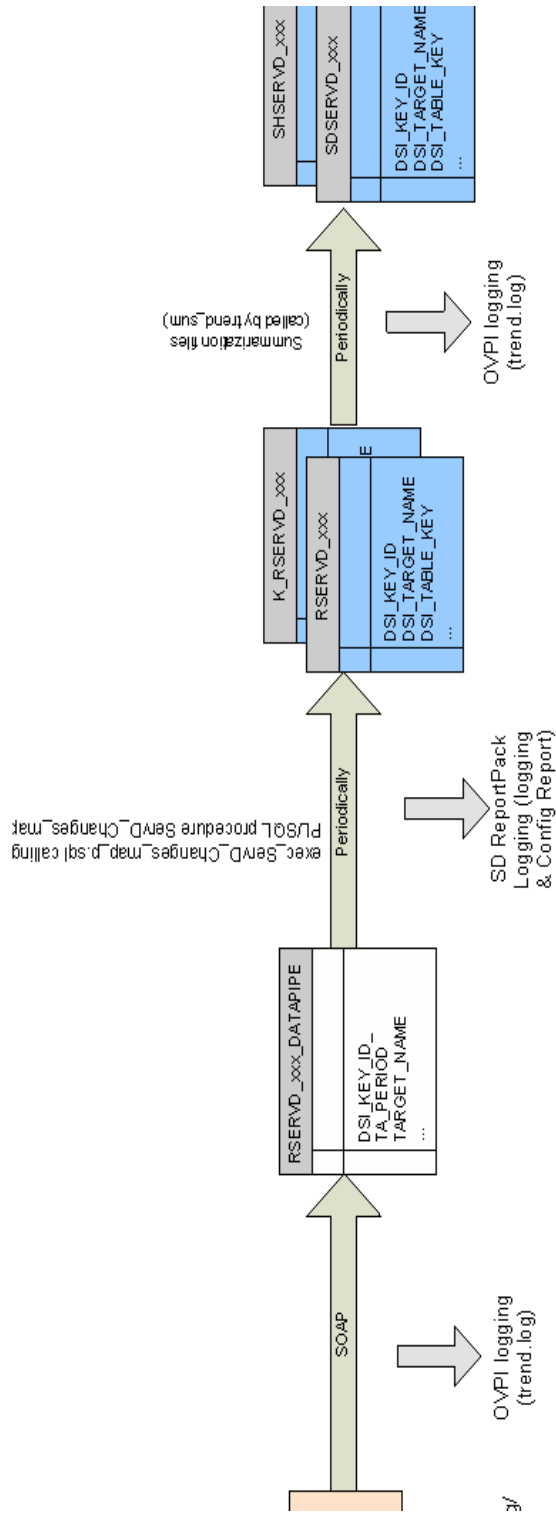 SHSERVD_xxx
SDSERVD_xxx
DSI_KEY_ID
DSI_TARGET_NAME
DSI_TABLE_KEY
...
Summarization files
(called by trend_sum)
Periodically
OVPI logging
(trend.log)
K_RSERVD_xxx
E
RSERVD_xxx
DSI_KEY_ID
DSI_TARGET_NAME
DSI_TABLE_KEY
...
exec_ServD_Changes_map_p.sql calling
PL/SQL procedure ServD_Changes_map
Periodically
SD ReportPack
Logging (logging
& Config Report)
RSERVD_xxx_DATAPIPE
DSI_KEY_ID_
TA_PERIOD
TARGET_NAME
...
SOAP
OVPI logging
(trend.log)
g/